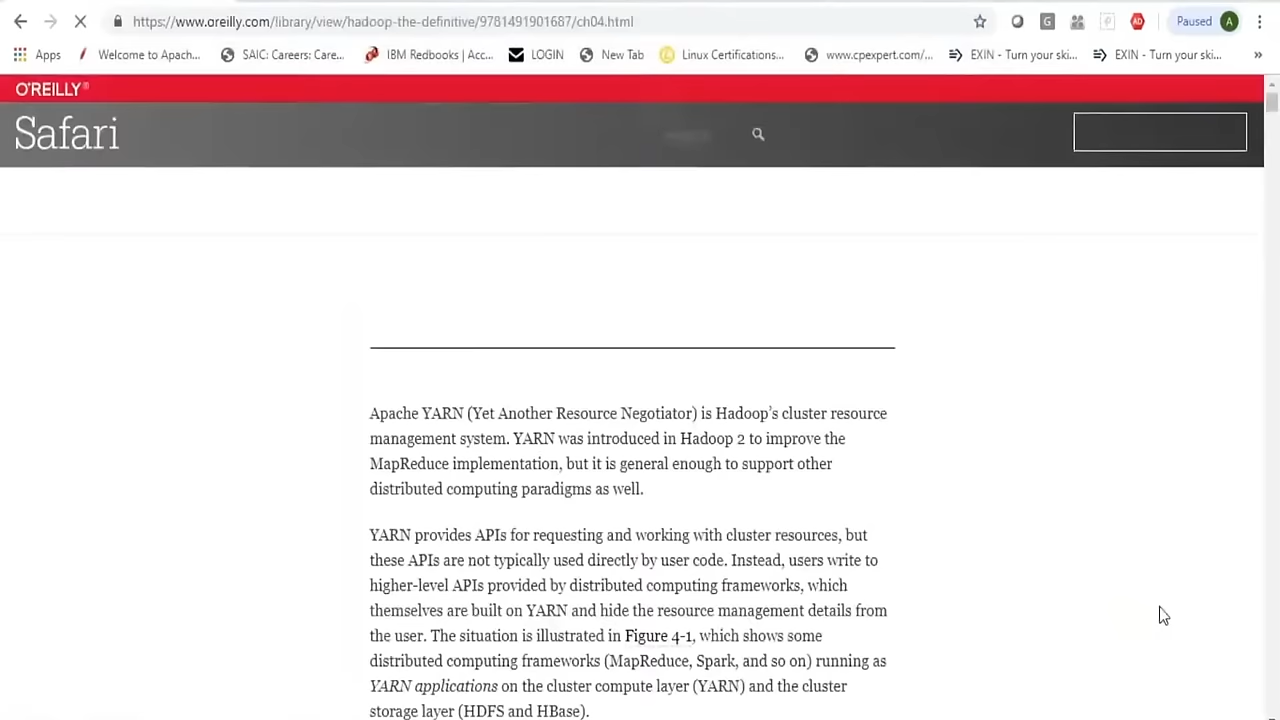 https://www.oreilly.com/library/view/hadoop-the-definitive/9781491901687/ch04.html
G
AD
Paused
A
Apps
Welcome to Apach...
SAIC: Careers: Care...
IBM Redbooks | Acc...
LOGIN
New Tab
Linux Certifications...
www.cpexpert.com/...
EXIN - Turn your ski...
EXIN - Turn your ski...
»
O'REILLY®
Safari
Apache YARN (Yet Another Resource Negotiator) is Hadoop’s cluster resource
management system. YARN was introduced in Hadoop 2 to improve the
MapReduce implementation, but it is general enough to support other
distributed computing paradigms as well.
YARN provides APIs for requesting and working with cluster resources, but
these APIs are not typically used directly by user code. Instead, users write to
higher-level APIs provided by distributed computing frameworks, which
themselves are built on YARN and hide the resource management details from
the user. The situation is illustrated in Figure 4-1, which shows some
distributed computing frameworks (MapReduce, Spark, and so on) running as
YARN applications on the cluster compute layer (YARN) and the cluster
storage layer (HDFS and HBase).